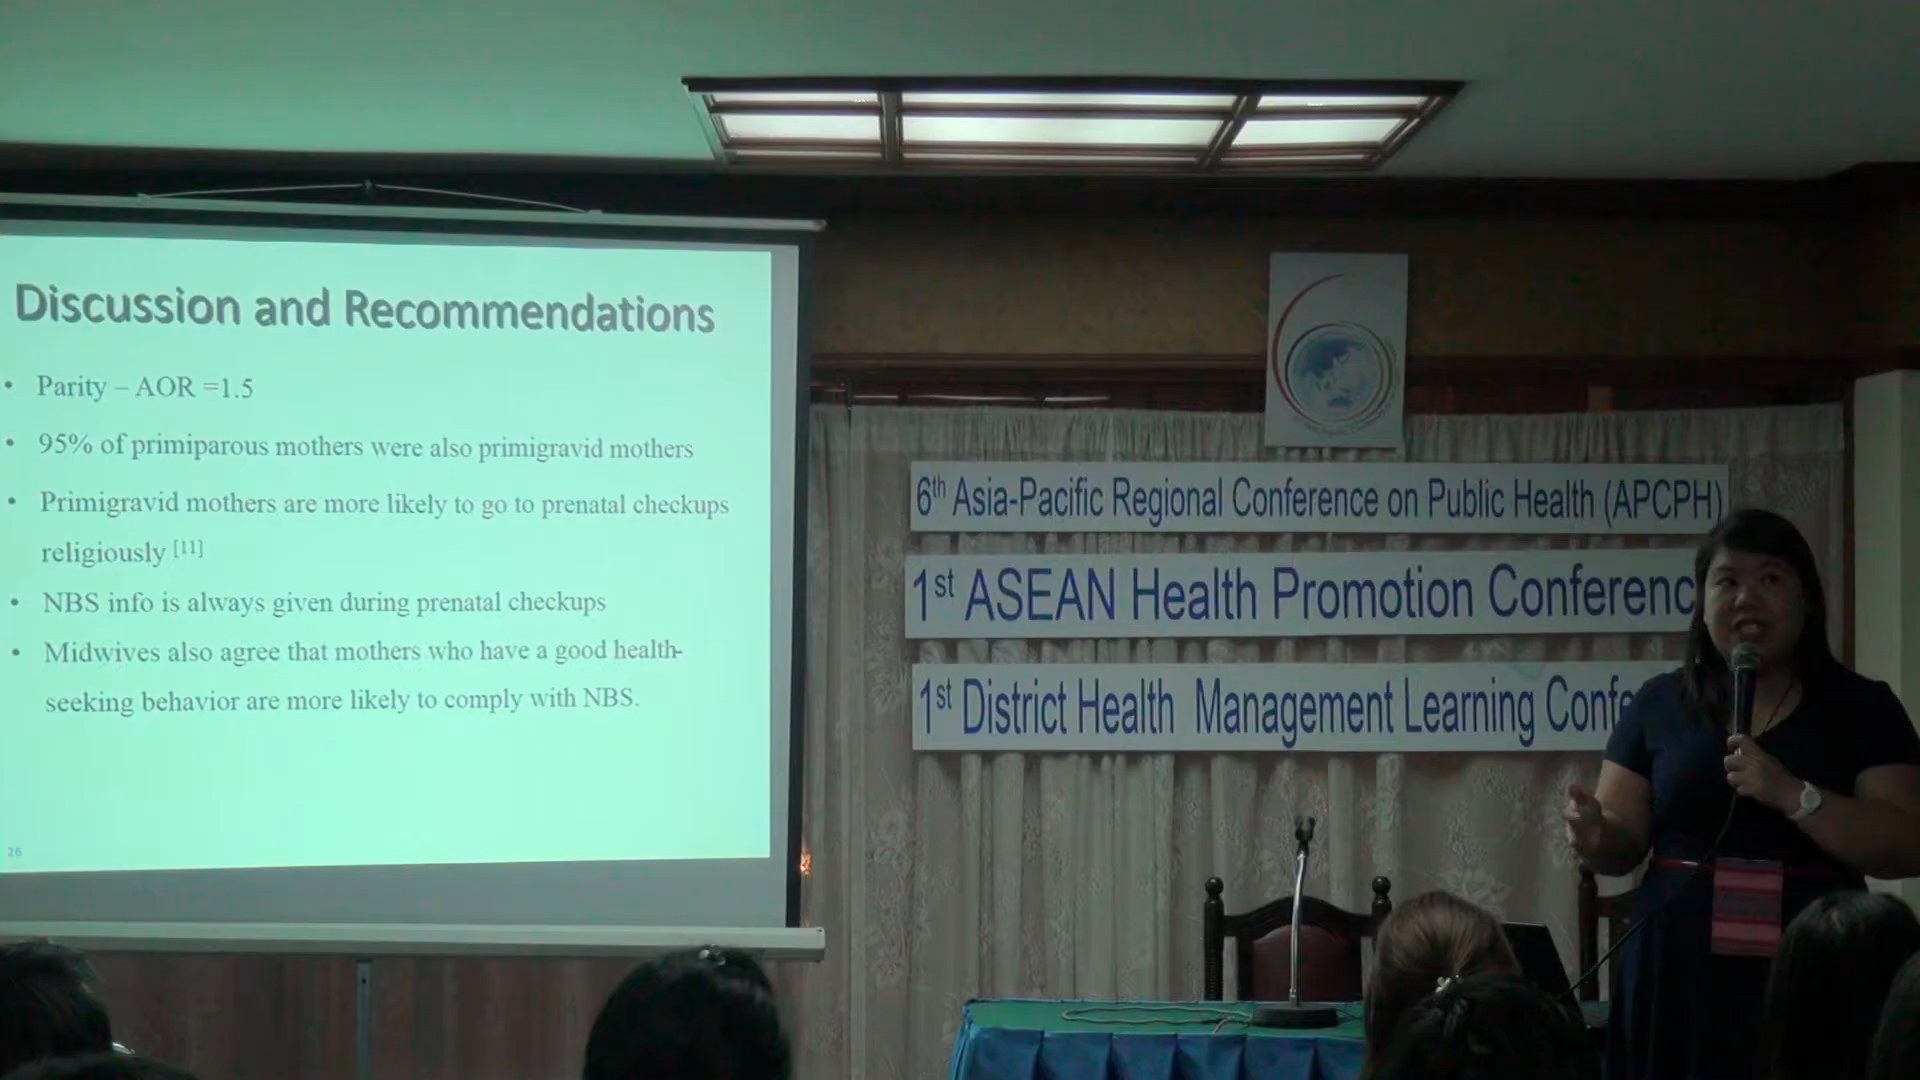 Discussion and Recommendations
• Parity – AOR =1.5
• 95% of primiparous mothers were also primigravid mothers
• Primigravid mothers are more likely to go to prenatal checkups
religiously [11]
• NBS info is always given during prenatal checkups
• Midwives also agree that mothers who have a good health-
seeking behavior are more likely to comply with NBS.
26
6th Asia-Pacific Regional Conference on Public Health (APCPH)
1st ASEAN Health Promotion Conferenc
1st District Health Management Learning Confe